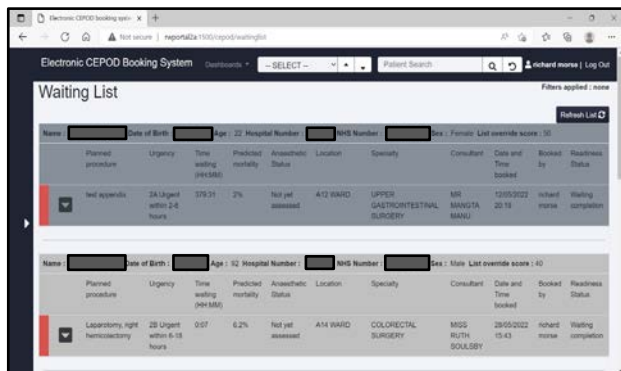 Electronic CEPOD booking syste
Not secure | rwportal2a:1500/cepod/waitinglist
Electronic CEPOD Booking System Dashboards -- SELECT -- Patient Search richard morse | Log Out
Waiting List Filters applied : none
Refresh List
Name : Date of Birth : Age : 22 Hospital Number : NHS Number : Sex : Female List override score : 50
Planned procedure Urgency Time waiting (HH:MM) Predicted mortality Anaesthetic Status Location Specialty Consultant Date and Time booked Booked by Readiness Status
test appendix 2A Urgent within 2-6 hours 379:31 2% Not yet assessed A12 WARD UPPER GASTROINTESTINAL SURGERY MR MANGTA MANU 12/05/2022 20:19 richard morse Waiting completion
Name : Date of Birth : Age : 92 Hospital Number : NHS Number : Sex : Male List override score : 40
Planned procedure Urgency Time waiting (HH:MM) Predicted mortality Anaesthetic Status Location Specialty Consultant Date and Time booked Booked by Readiness Status
Laparotomy, right hemicolectomy 2B Urgent within 6-18 hours 0:07 6.2% Not yet assessed A14 WARD COLORECTAL SURGERY MISS RUTH SOULSBY 28/05/2022 15:43 richard morse Waiting completion